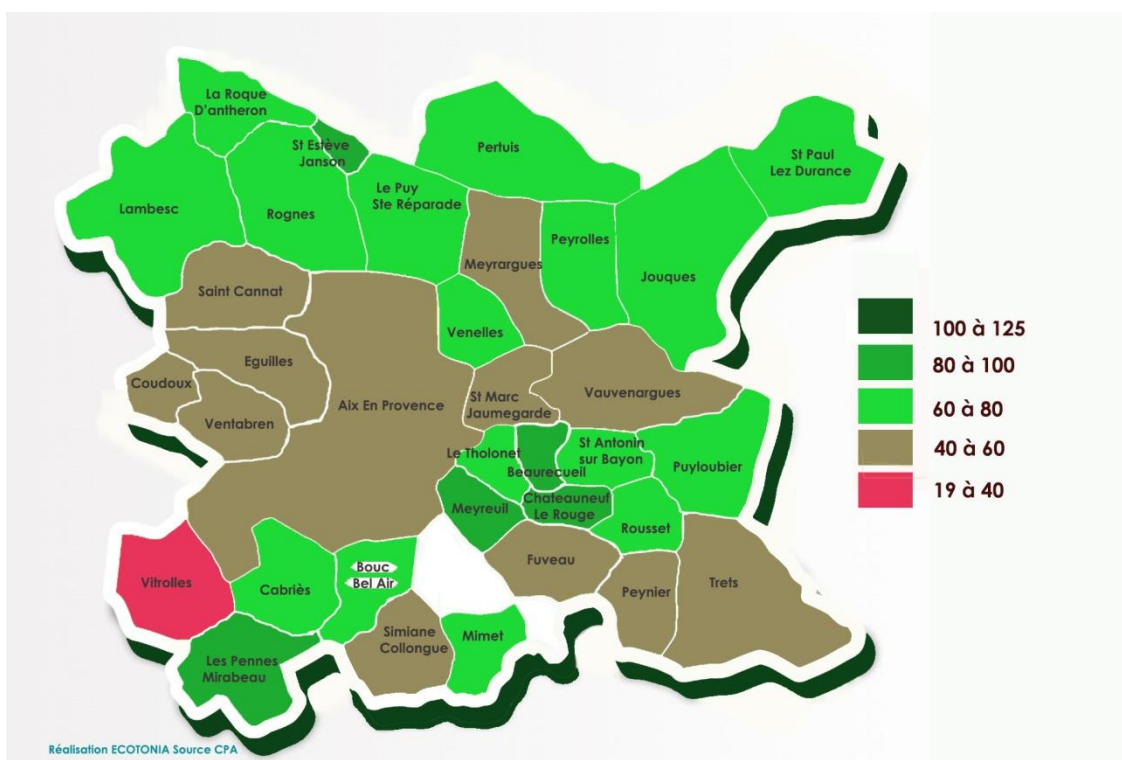 La Roque
D'antheron
St Estève
Janson
Pertuis
St Paul
Lez Durance
Le Puy
Ste Réparade
Lambesc
Rognes
Peyrolles
Meyrargues
Jouques
Saint Cannat
Venelles
Eguilles
Coudoux
Aix En Provence
St Marc
Jaumegarde
Vauvenargues
Ventabren
Le Tholonet
Beaurecueil
St Antonin
sur Bayon
Puyloubier
Meyreuil
Chateauneuf
Le Rouge
Rousset
Fuveau
Vitrolles
Cabriès
Bouc
Bel Air
Peynier
Trets
Simiane
Collongue
Mimet
Les Pennes
Mirabeau
100 à 125
80 à 100
60 à 80
40 à 60
19 à 40
Réalisation ECOTONIA Source CPA